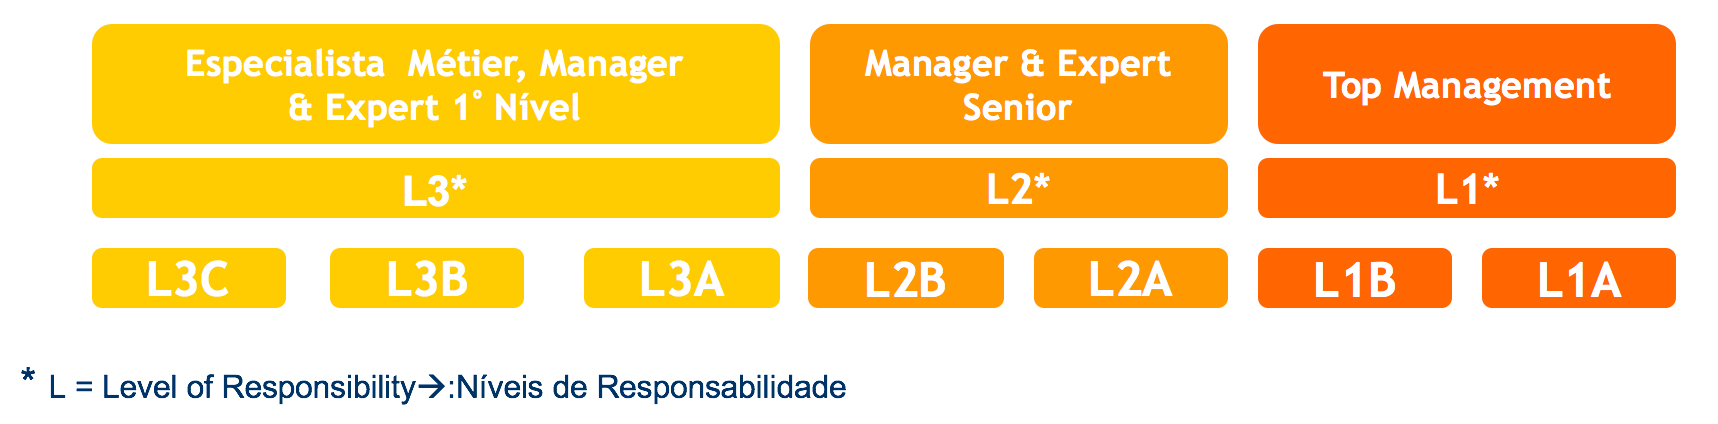 Especialista Métier, Manager
& Expert 1° Nível
Manager & Expert
Senior
Top Management
L3*
L2*
L1*
L3C
L3B
L3A
L2B
L2A
L1B
L1A
* L = Level of Responsibility→:Níveis de Responsabilidade